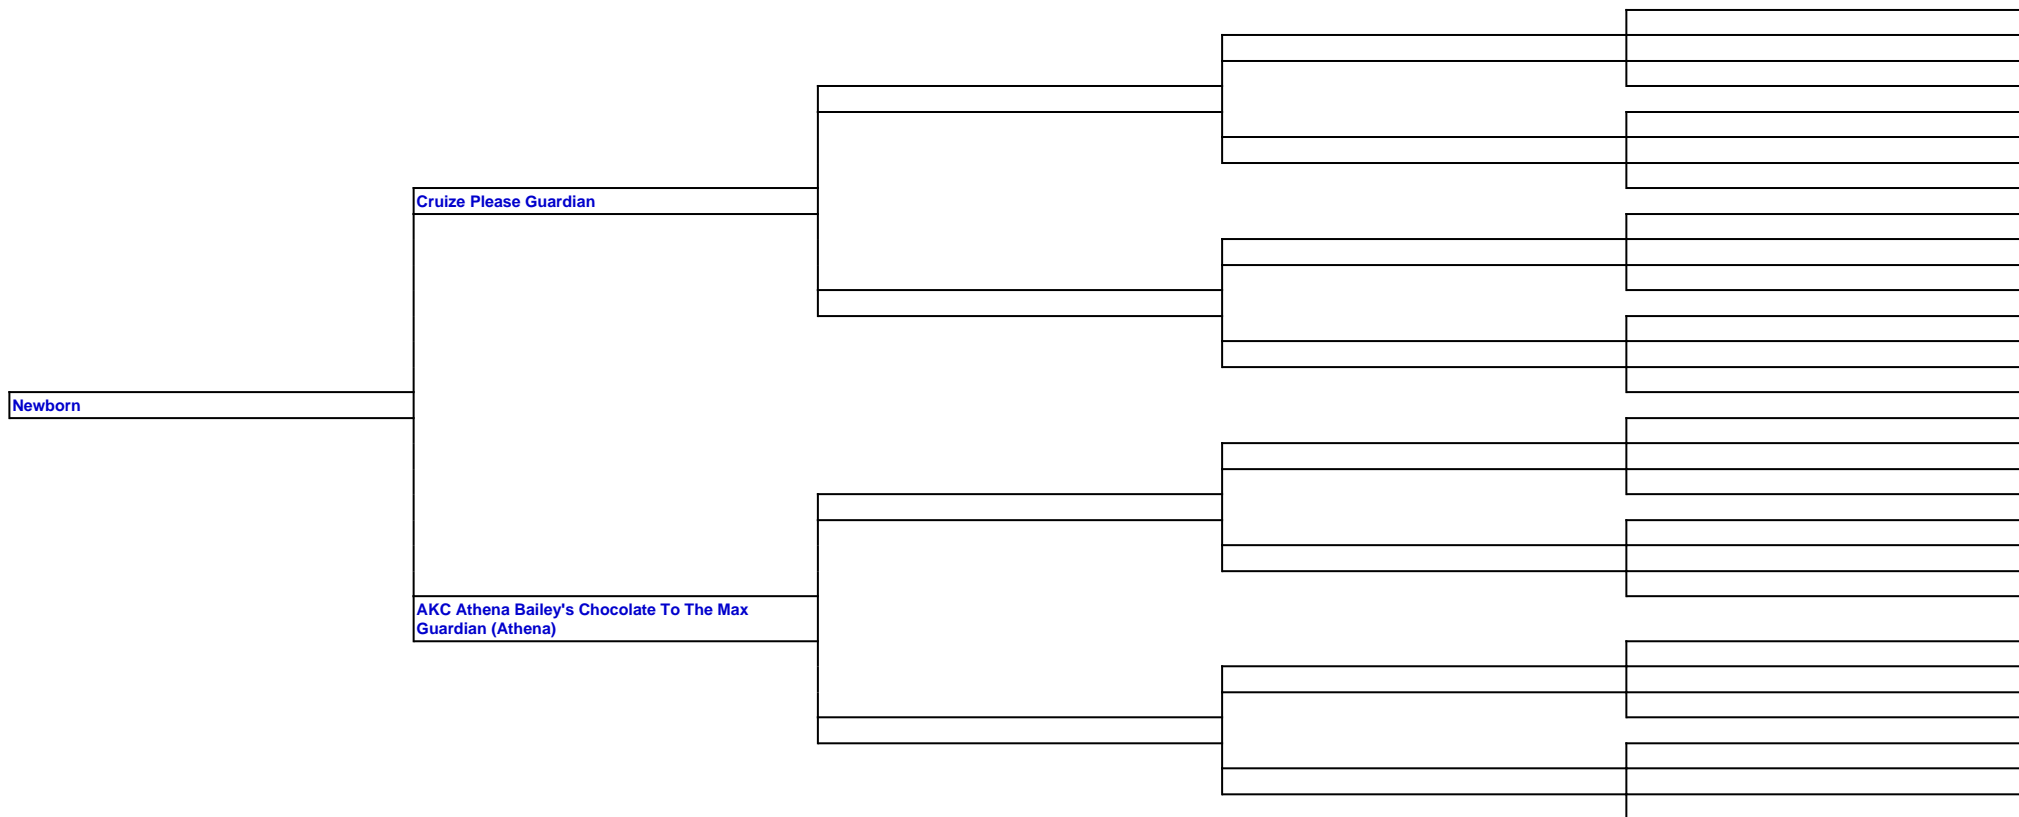 Cruize Please Guardian
Newborn
AKC Athena Bailey's Chocolate To The Max
Guardian (Athena)